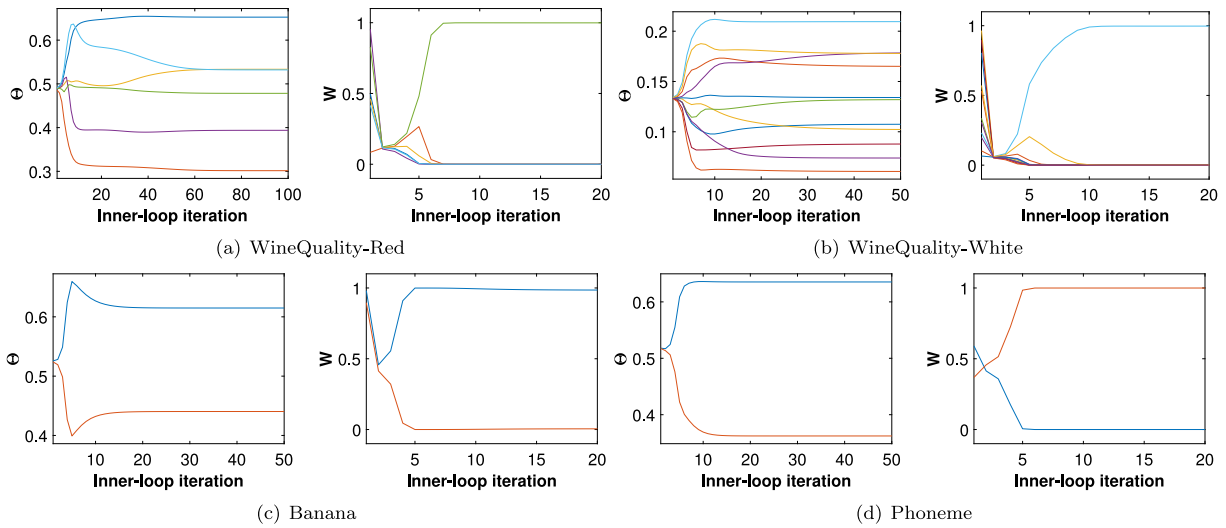 0.6
0.5
0.4
0.3
Θ
20 40 60 80 100
Inner-loop iteration
1
0.5
0
W
5 10 15 20
Inner-loop iteration
(a) WineQuality-Red
0.2
0.15
0.1
Θ
10 20 30 40 50
Inner-loop iteration
1
0.5
0
W
5 10 15 20
Inner-loop iteration
(b) WineQuality-White
0.6
0.5
0.4
Θ
10 20 30 40 50
Inner-loop iteration
1
0.5
0
W
5 10 15 20
Inner-loop iteration
(c) Banana
0.6
0.5
0.4
Θ
10 20 30 40 50
Inner-loop iteration
1
0.5
0
W
5 10 15 20
Inner-loop iteration
(d) Phoneme